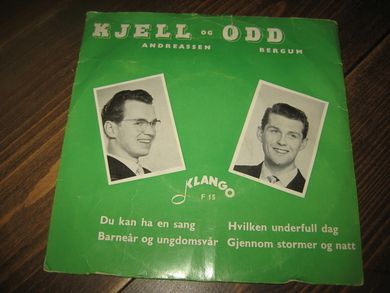 KJELL OG ODD
ANDREASSEN BERGUM
KLANGO
F 15
Du kan ha en sang
Barneår og ungdomsvår
Hvilken underfull dag
Gjennom stormer og natt